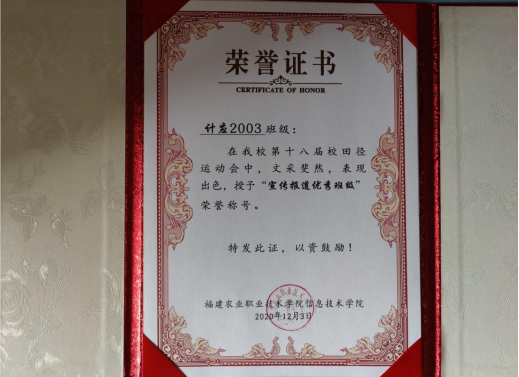 荣誉证书
CERTIFICATE OF HONOR
计应2003班级：
在我校第十八届校田径
运动会中，文采斐然，表现
出色，授予“宣传报道优秀班级”
荣誉称号。
特发此证，以资鼓励！
福建农业职业技术学院信息技术学院
2020年12月3日